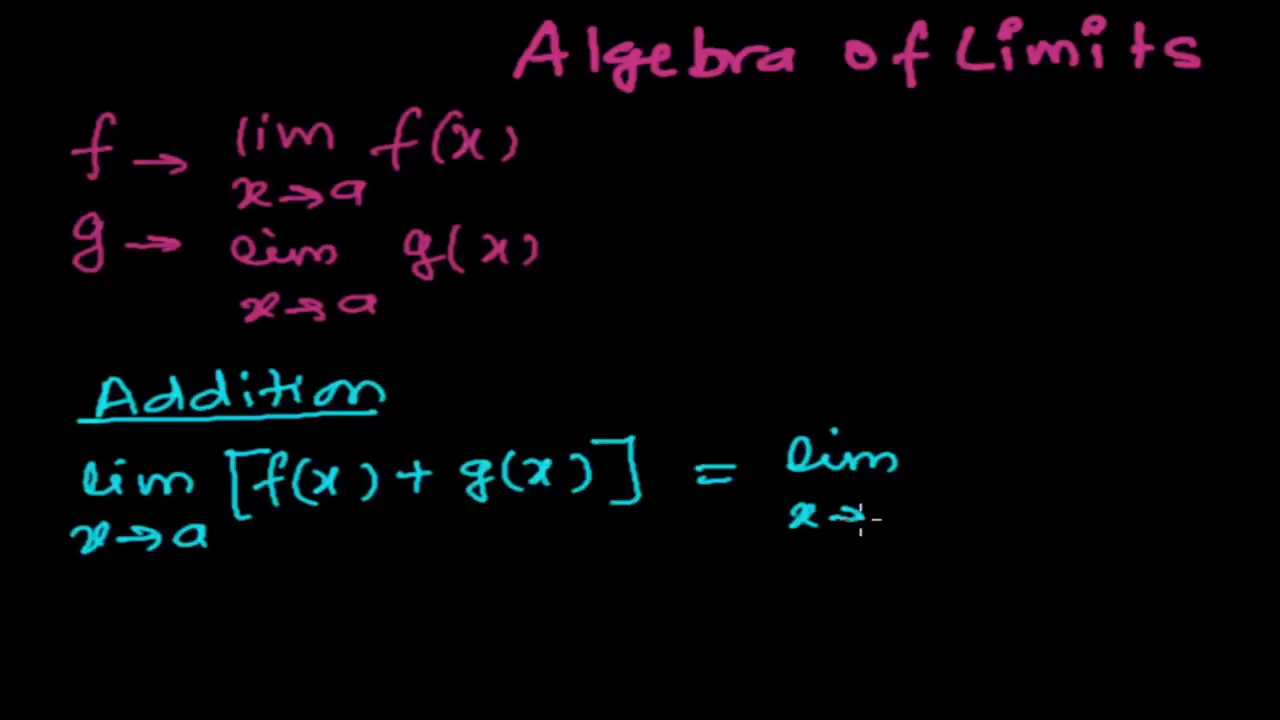 Algebra of Limits
f → lim f(x)
x→a
g → lim g(x)
x→a
Addition
lim [f(x) + g(x)] = lim
x→a x→